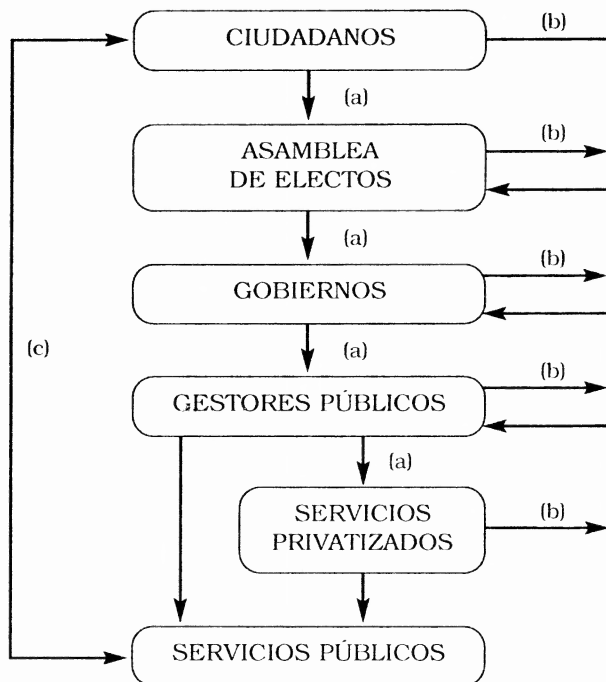 CIUDADANOS
(b)
(a)
ASAMBLEA
DE ELECTOS
(b)
(a)
GOBIERNOS
(b)
(c)
(a)
GESTORES PÚBLICOS
(b)
(a)
SERVICIOS
PRIVATIZADOS
(b)
SERVICIOS PÚBLICOS